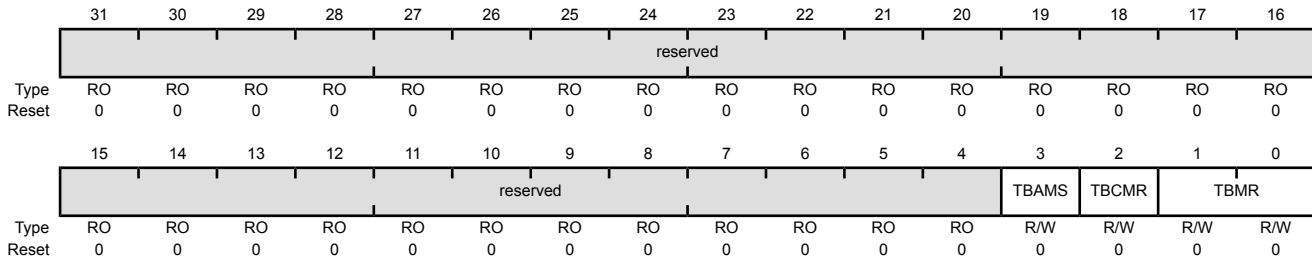 31 30 29 28 27 26 25 24 23 22 21 20 19 18 17 16
reserved
Type RO RO RO RO RO RO RO RO RO RO RO RO RO RO RO RO
Reset 0 0 0 0 0 0 0 0 0 0 0 0 0 0 0 0
15 14 13 12 11 10 9 8 7 6 5 4 3 2 1 0
reserved TBAMS TBCMR TBMR
Type RO RO RO RO RO RO RO RO RO RO RO RO R/W R/W R/W R/W
Reset 0 0 0 0 0 0 0 0 0 0 0 0 0 0 0 0